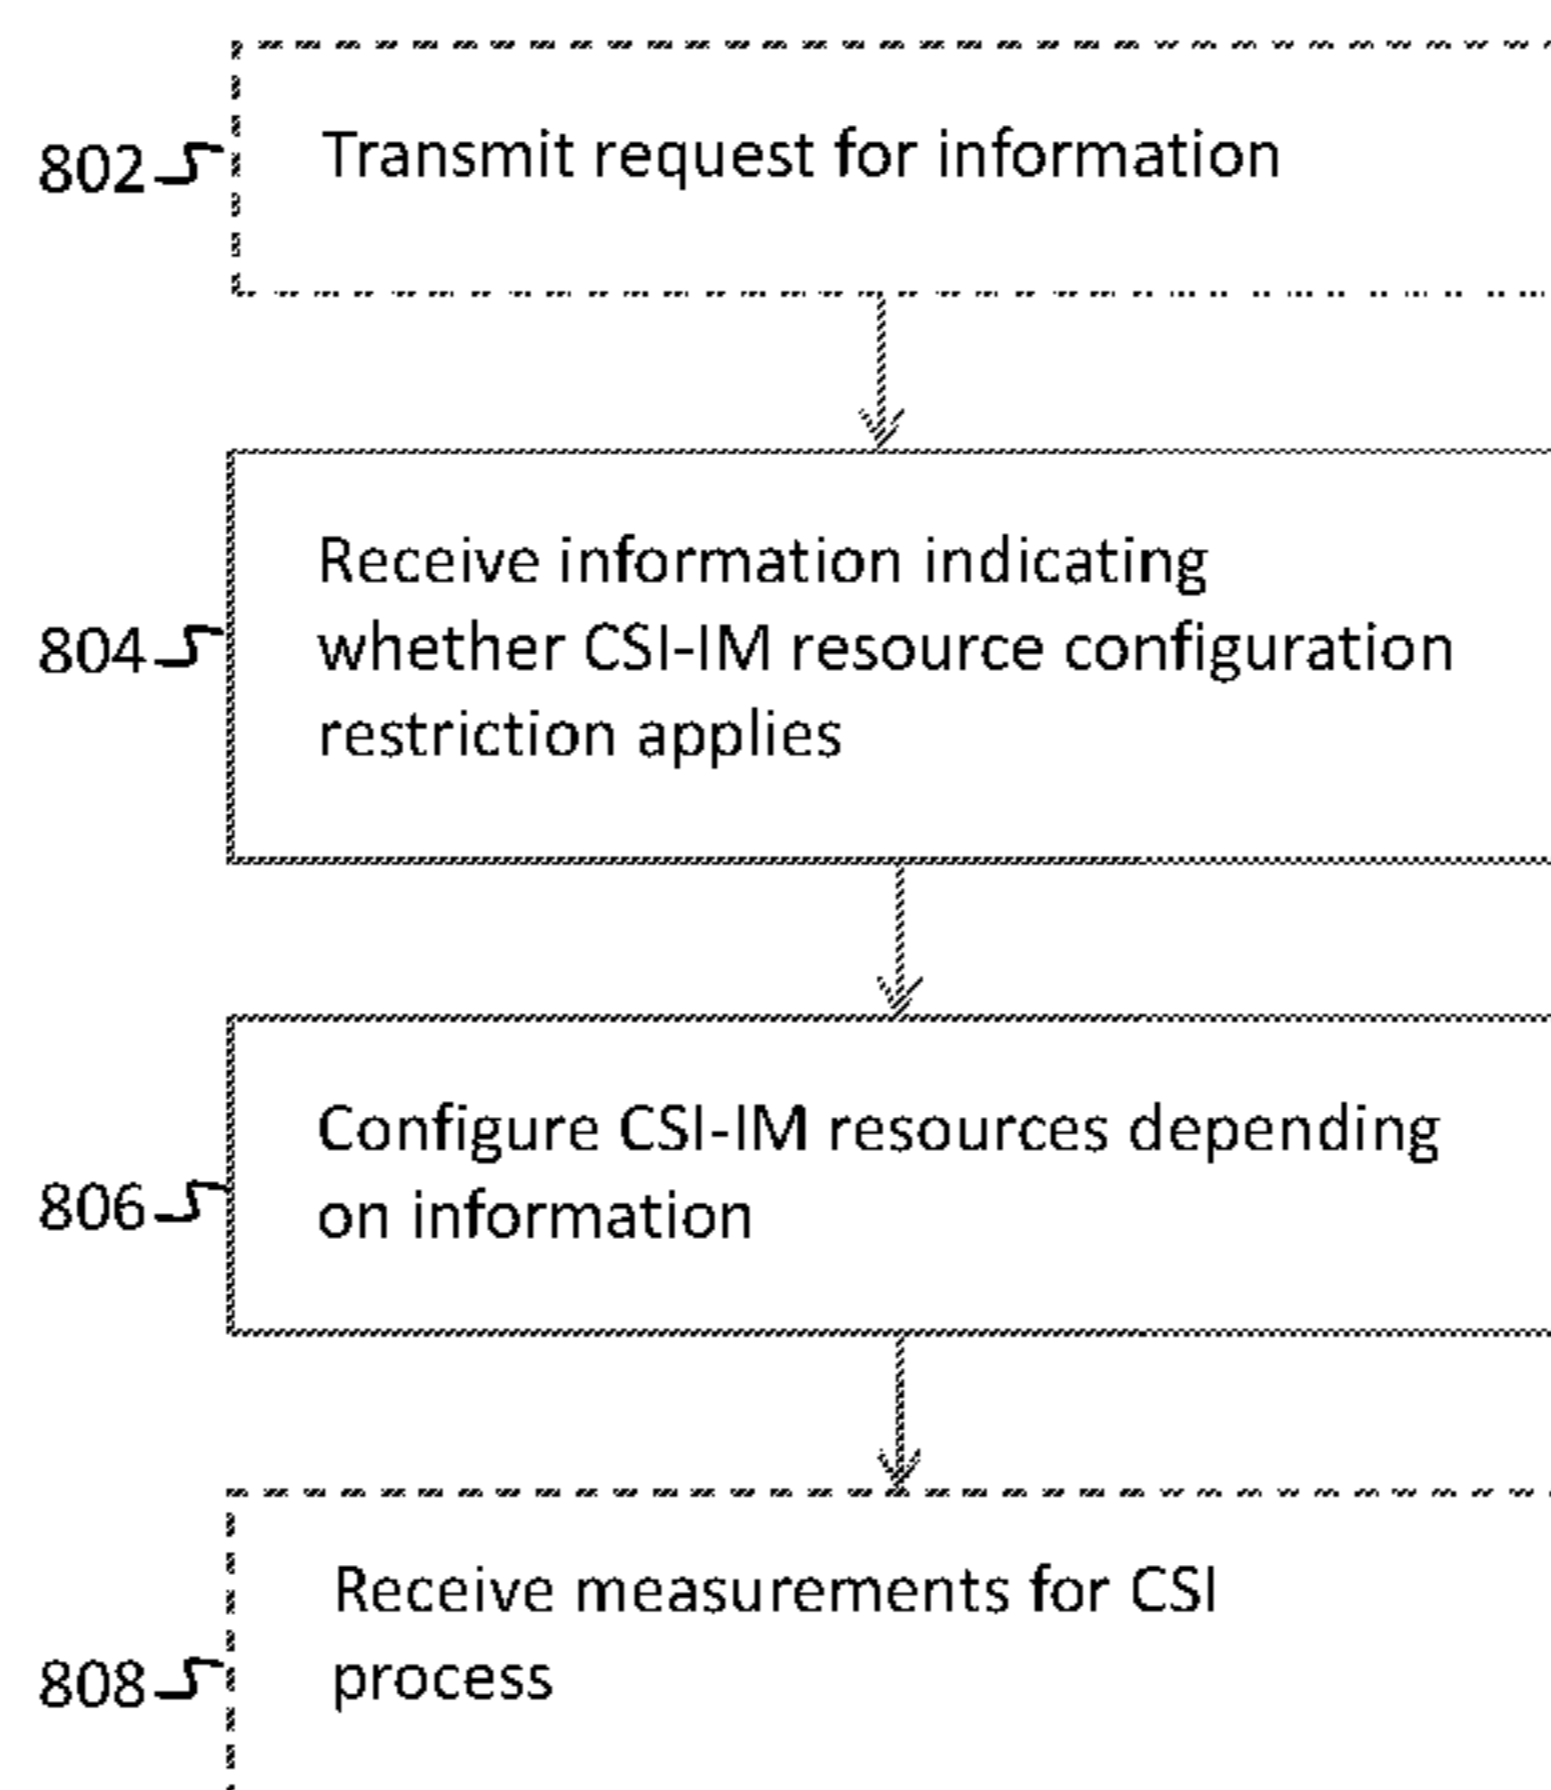 802
Transmit request for information
804
Receive information indicating
whether CSI-IM resource configuration
restriction applies
806
Configure CSI-IM resources depending
on information
808
Receive measurements for CSI
process